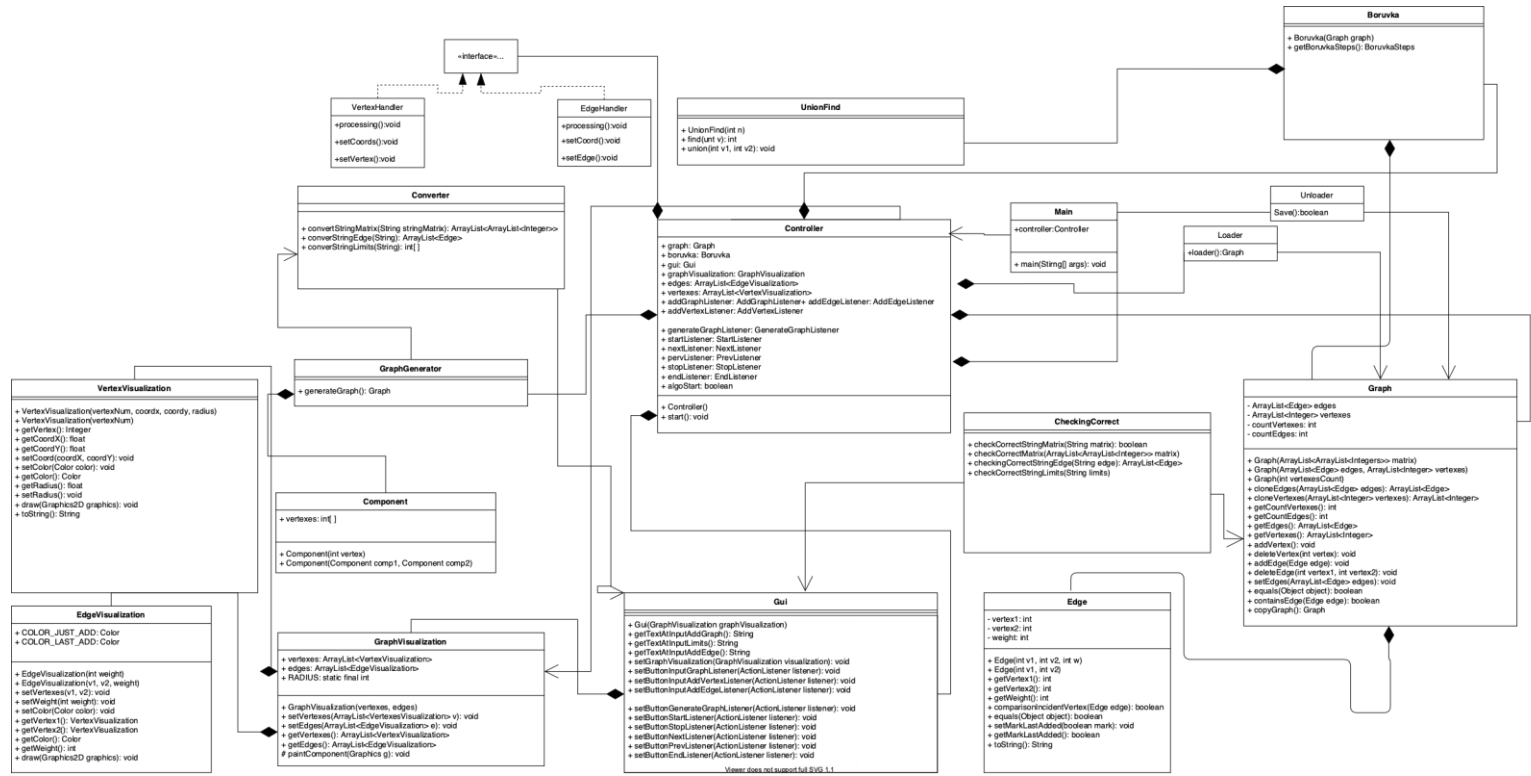 Boruvka
+ Boruvka(Graph graph)
+ getBoruvkaSteps(): BoruvkaSteps
«interface»...
VertexHandler
+processing():void
+setCoords():void
+setVertex():void
EdgeHandler
+processing():void
+setCoord():void
+setEdge():void
UnionFind
+ UnionFind(int n)
+ find(unt v): int
+ union(int v1, int v2): void
Converter
+ convertStringMatrix(String stringMatrix): ArrayList<ArrayList<Integer>>
+ converStringEdge(String): ArrayList<Edge>
+ converStringLimits(String): int[ ]
Controller
+ graph: Graph
+ boruvka: Boruvka
+ gui: Gui
+ graphVisualization: GraphVisualization
+ edges: ArrayList<EdgeVisualization>
+ vertexes: ArrayList<VertexVisualization>
+ addGraphListener: AddGraphListener+ addEdgeListener: AddEdgeListener
+ addVertexListener: AddVertexListener
+ generateGraphListener: GenerateGraphListener
+ startListener: StartListener
+ nextListener: NextListener
+ pervListener: PrevListener
+ stopListener: StopListener
+ endListener: EndListener
+ algoStart: boolean
+ Controller()
+ start(): void
Main
+controller:Controller
+ main(Stirng[] args): void
Unloader
Save():boolean
Loader
+loader():Graph
GraphGenerator
+ generateGraph(): Graph
VertexVisualization
+ VertexVisualization(vertexNum, coordx, coordy, radius)
+ VertexVisualization(vertexNum)
+ getVertex(): Integer
+ getCoordX(): float
+ getCoordY(): float
+ setCoord(coordX, coordY): void
+ setColor(Color color): void
+ getColor(): Color
+ getRadius(): float
+ setRadius(): void
+ draw(Graphics2D graphics): void
+ toString(): String
Component
+ vertexes: int[ ]
+ Component(int vertex)
+ Component(Component comp1, Component comp2)
CheckingCorrect
+ checkCorrectStringMatrix(String matrix): boolean
+ checkCorrectMatrix(ArrayList<ArrayList<Integer>> matrix)
+ checkingCorrectStringEdge(String edge): ArrayList<Edge>
+ checkCorrectStringLimits(String limits)
Graph
- ArrayList<Edge> edges
- ArrayList<Integer> vertexes
- countVertexes: int
- countEdges: int
+ Graph(ArrayList<ArrayList<Integers>> matrix)
+ Graph(ArrayList<Edge> edges, ArrayList<Integer> vertexes)
+ Graph(int vertexesCount)
+ cloneEdges(ArrayList<Edge> edges): ArrayList<Edge>
+ cloneVertexes(ArrayList<Integer> vertexes): ArrayList<Integer>
+ getCountVertexes(): int
+ getCountEdges(): int
+ getEdges(): ArrayList<Edge>
+ getVertexes(): ArrayList<Integer>
+ addVertex(): void
+ deleteVertex(int vertex): void
+ addEdge(Edge edge): void
+ deleteEdge(int vertex1, int vertex2): void
+ setEdges(ArrayList<Edge> edges): void
+ equals(Object object): boolean
+ containsEdge(Edge edge): boolean
+ copyGraph(): Graph
EdgeVisualization
+ COLOR_JUST_ADD: Color
+ COLOR_LAST_ADD: Color
+ EdgeVisualization(int weight)
+ EdgeVisualization(v1, v2, weight)
+ setVertexes(v1, v2): void
+ setWeight(int weight): void
+ setColor(Color color): void
+ getVertex1(): VertexVisualization
+ getVertex2(): VertexVisualization
+ getColor(): Color
+ getWeight(): int
+ draw(Graphics2D graphics): void
GraphVisualization
+ vertexes: ArrayList<VertexVisualization>
+ edges: ArrayList<EdgeVisualization>
+ RADIUS: static final int
+ GraphVisualization(vertexes, edges)
+ setVertexes(ArrayList<VertexesVisualization> v): void
+ setEdges(ArrayList<EdgeVisualization> e): void
+ getVertexes(): ArrayList<VertexVisualization>
+ getEdges(): ArrayList<EdgeVisualization>
# paintComponent(Graphics g): void
Gui
+ Gui(GraphVisualization graphVisualization)
+ getTextAtInputAddGraph(): String
+ getTextAtInputLimits(): String
+ getTextAtInputAddEdge(): String
+ setGraphVisualization(GraphVisualization visualization): void
+ setButtonInputGraphListener(ActionListener listener): void
+ setButtonInputAddVertexListener(ActionListener listener): void
+ setButtonInputAddEdgeListener(ActionListener listener): void
+ setButtonGenerateGraphListener(ActionListener listener): void
+ setButtonStartListener(ActionListener listener): void
+ setButtonStopListener(ActionListener listener): void
+ setButtonNextListener(ActionListener listener): void
+ setButtonPrevListener(ActionListener listener): void
+ setButtonEndListener(ActionListener listener): void
Edge
- vertex1: int
- vertex2: int
- weight: int
+ Edge(int v1, int v2, int w)
+ Edge(int v1, int v2)
+ getVertex1(): int
+ getVertex2(): int
+ getWeight(): int
+ comparisonIncidentVertex(Edge edge): boolean
+ equals(Object object): boolean
+ setMarkLastAdded(boolean mark): void
+ getMarkLastAdded(): boolean
+ toString(): String
Viewer does not support full SVG 1.1